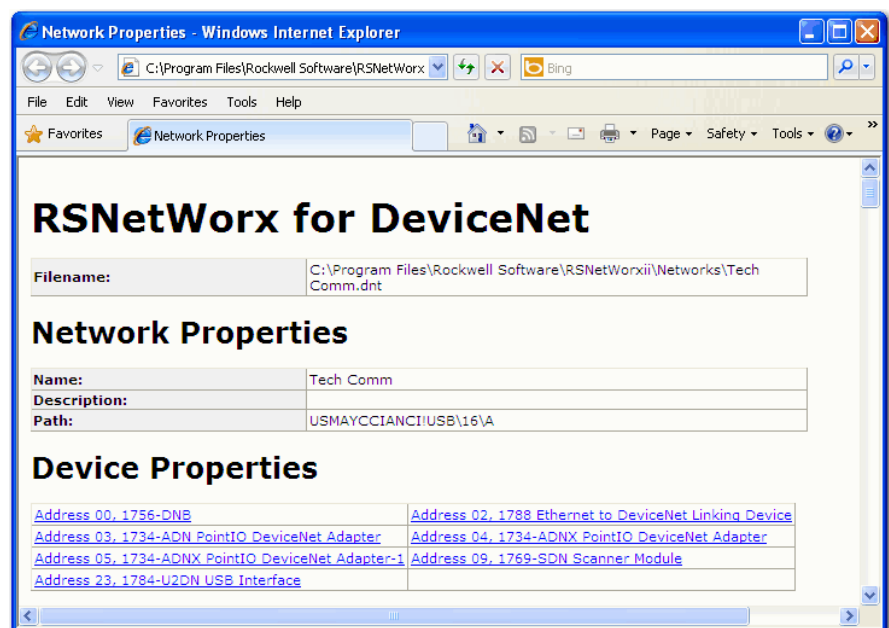 Network Properties - Windows Internet Explorer
C:\Program Files\Rockwell Software\RSNetWorx
Bing
File Edit View Favorites Tools Help
Favorites
Network Properties
Page Safety Tools
RSNetWorx for DeviceNet
Filename:
C:\Program Files\Rockwell Software\RSNetWorxii\Networks\Tech
Comm.dnt
Network Properties
Name: Tech Comm
Description:
Path: USMAYCCIANCI!USB\16\A
Device Properties
Address 00, 1756-DNB Address 02, 1788 Ethernet to DeviceNet Linking Device
Address 03, 1734-ADN PointIO DeviceNet Adapter Address 04, 1734-ADNX PointIO DeviceNet Adapter
Address 05, 1734-ADNX PointIO DeviceNet Adapter-1 Address 09, 1769-SDN Scanner Module
Address 23, 1784-U2DN USB Interface